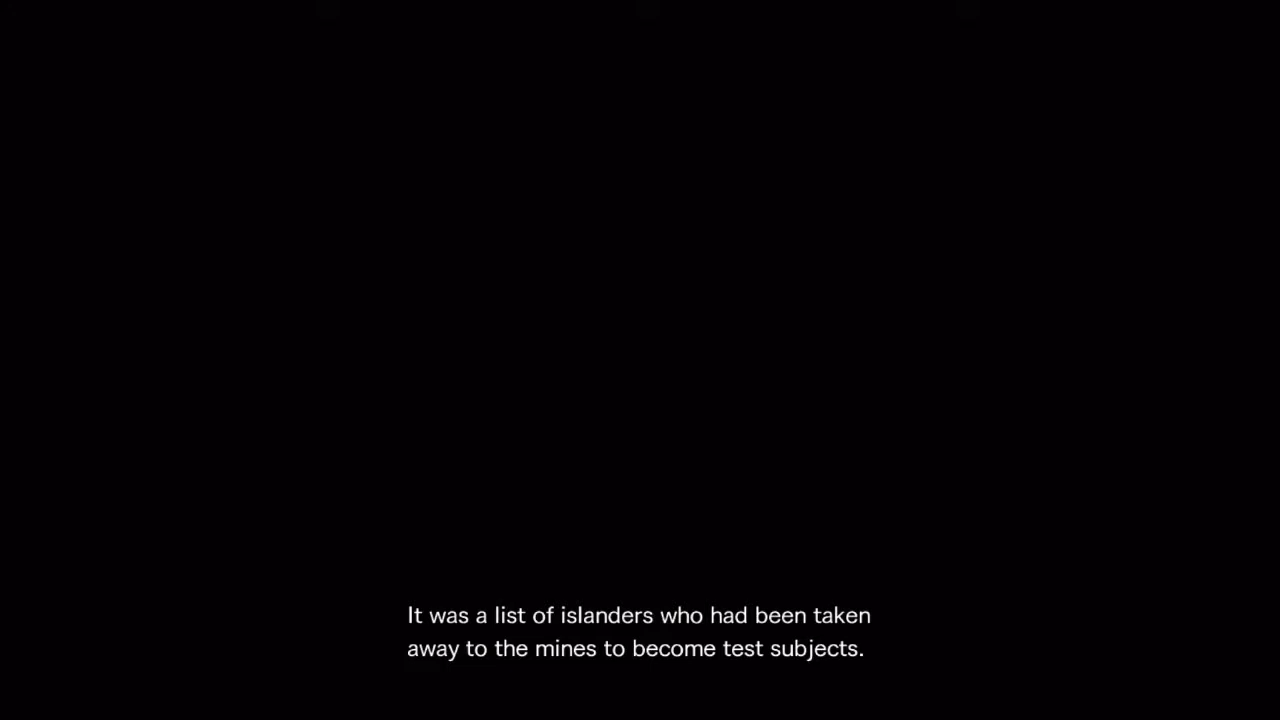 It was a list of islanders who had been taken
away to the mines to become test subjects.